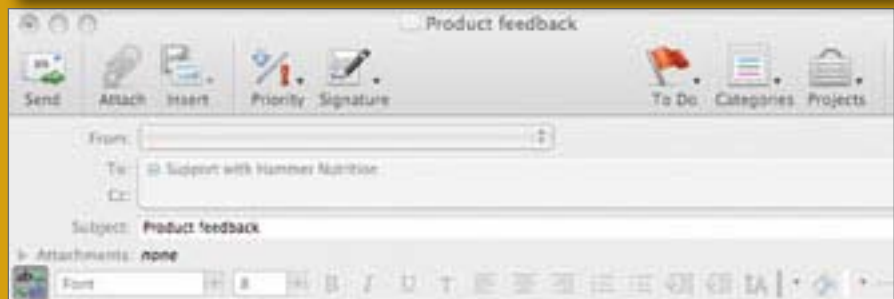 Product feedback
Send Attach Insert Priority Signature To Do Categories Projects
From:
To: Support with Hammer Nutrition
Cc:
Subject: Product feedback
Attachments: none
Font 8 B I U T